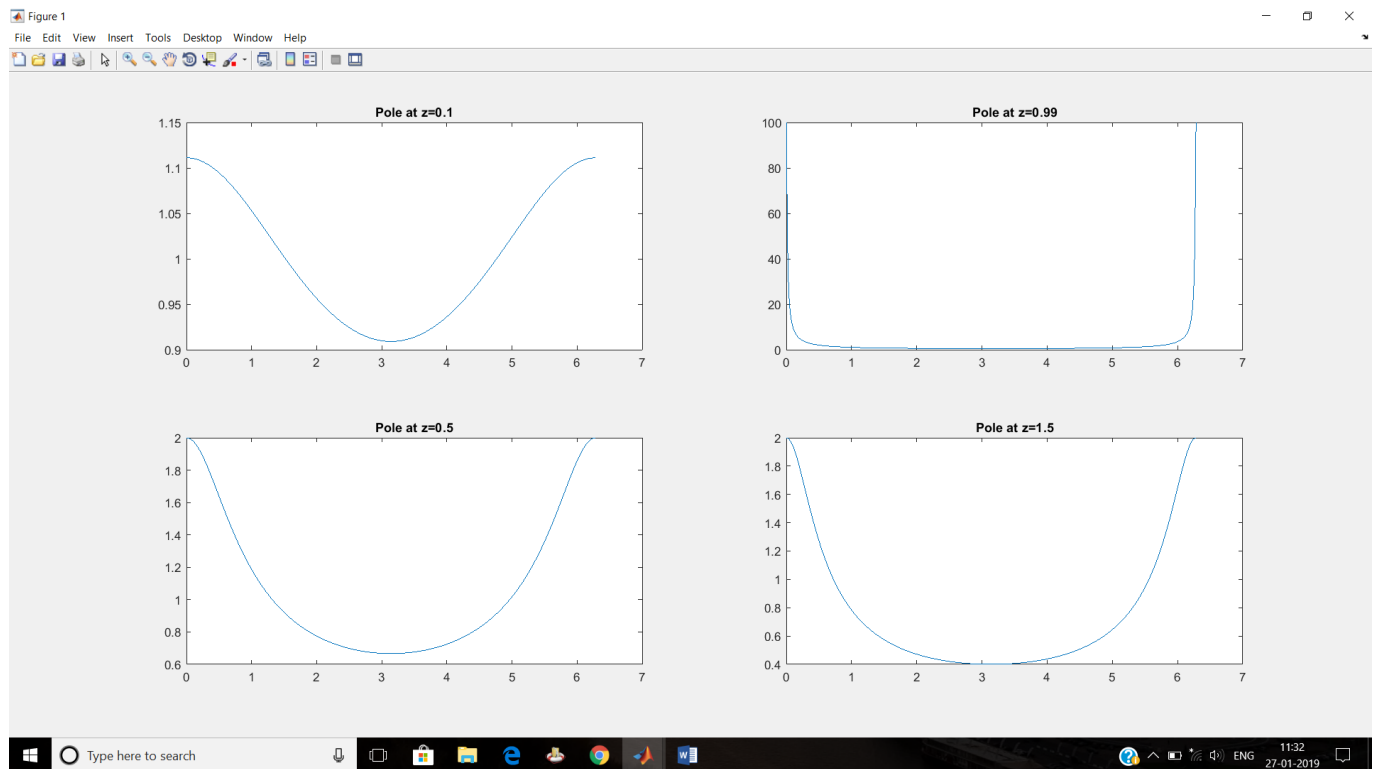 Figure 1
File Edit View Insert Tools Desktop Window Help
Pole at z=0.1
1.15
1.1
1.05
1
0.95
0.9
0 1 2 3 4 5 6 7
Pole at z=0.99
100
80
60
40
20
0
0 1 2 3 4 5 6 7
Pole at z=0.5
2
1.8
1.6
1.4
1.2
1
0.8
0.6
0 1 2 3 4 5 6 7
Pole at z=1.5
2
1.8
1.6
1.4
1.2
1
0.8
0.6
0.4
0 1 2 3 4 5 6 7
Type here to search
ENG
11:32
27-01-2019